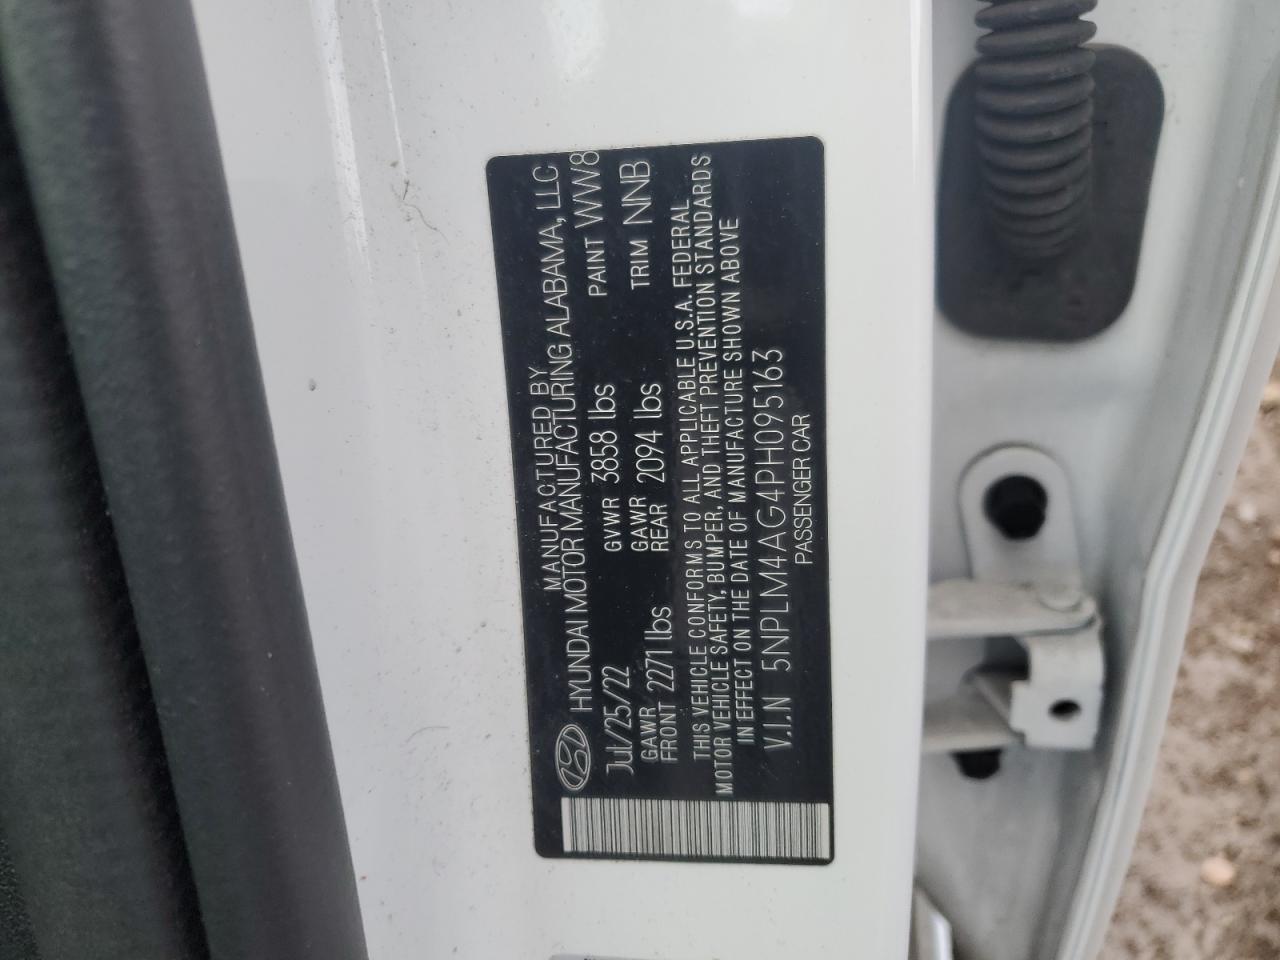 MANUFACTURED BY
HYUNDAI MOTOR MANUFACTURING ALABAMA, LLC
Jul/25/22 GVWR 3858 lbs PAINT WW8
GAWR FRONT 2271 lbs GAWR REAR 2094 lbs TRIM NNB
THIS VEHICLE CONFORMS TO ALL APPLICABLE U.S.A. FEDERAL
MOTOR VEHICLE SAFETY, BUMPER, AND THEFT PREVENTION STANDARDS
IN EFFECT ON THE DATE OF MANUFACTURE SHOWN ABOVE
V.I.N 5NPLM4AG4PH095163
PASSENGER CAR